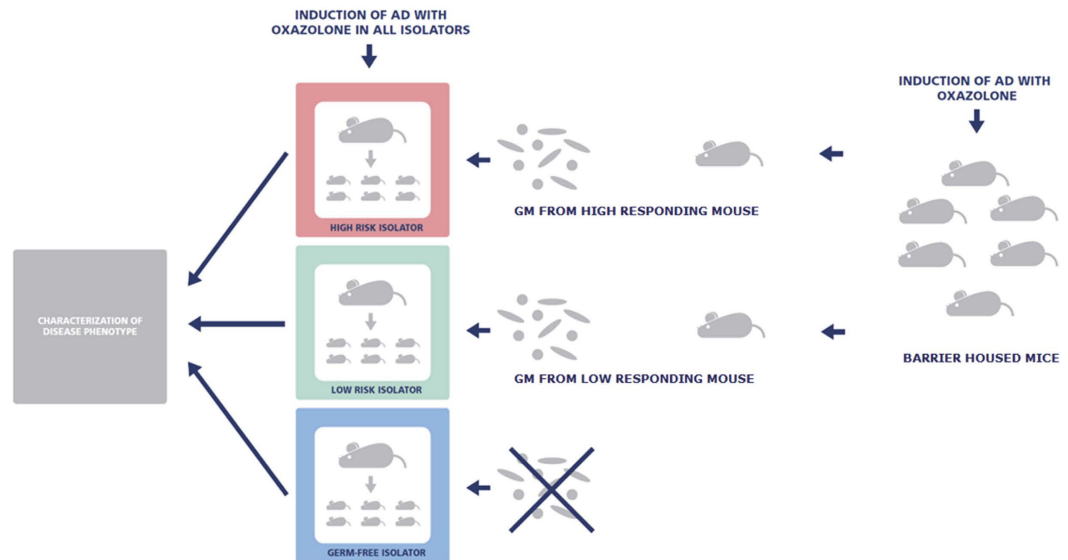 INDUCTION OF AD WITH
OXAZOLONE IN ALL ISOLATORS
INDUCTION OF AD WITH
OXAZOLONE
GM FROM HIGH RESPONDING MOUSE
HIGH RISK ISOLATOR
CHARACTERIZATION OF
DISEASE PHENOTYPE
BARRIER HOUSED MICE
GM FROM LOW RESPONDING MOUSE
LOW RISK ISOLATOR
GERM-FREE ISOLATOR